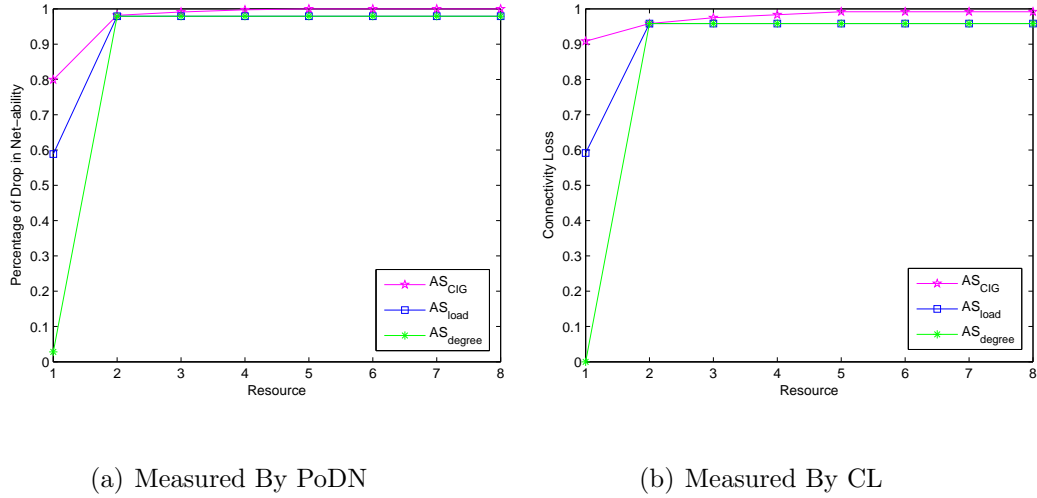 Percentage of Drop in Net−ability
1
0.9
0.8
0.7
0.6
0.5
0.4
0.3
0.2
0.1
0
1 2 3 4 5 6 7 8
Resource
AS_CIG
AS_load
AS_degree
(a) Measured By PoDN
Connectivity Loss
1
0.9
0.8
0.7
0.6
0.5
0.4
0.3
0.2
0.1
0
1 2 3 4 5 6 7 8
Resource
AS_CIG
AS_load
AS_degree
(b) Measured By CL